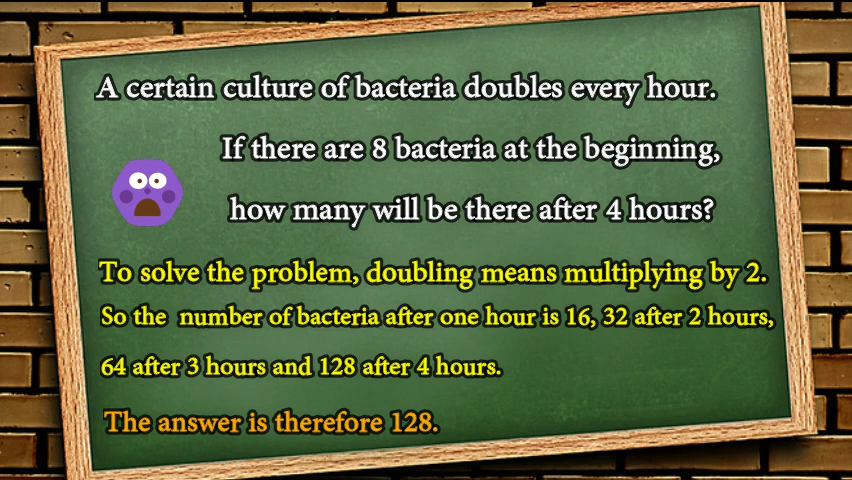 A certain culture of bacteria doubles every hour.
If there are 8 bacteria at the beginning,
how many will be there after 4 hours?
To solve the problem, doubling means multiplying by 2.
So the number of bacteria after one hour is 16, 32 after 2 hours,
64 after 3 hours and 128 after 4 hours.
The answer is therefore 128.